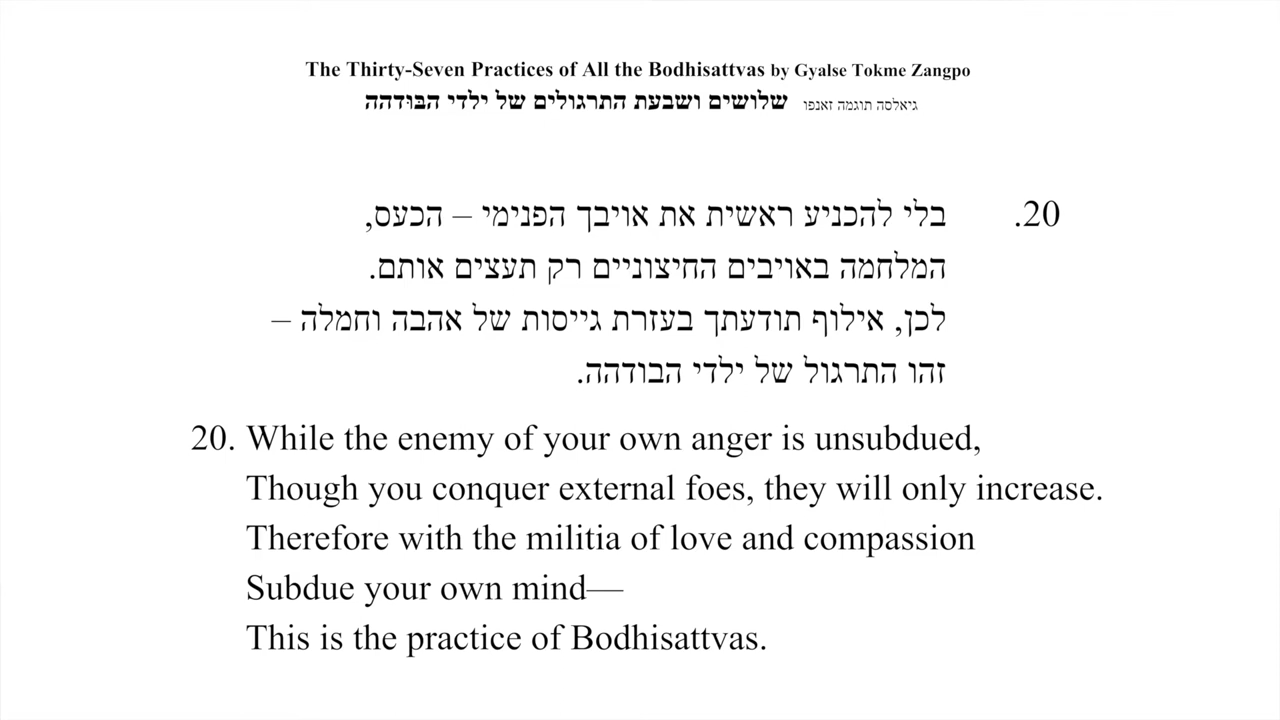 The Thirty-Seven Practices of All the Bodhisattvas by Gyalse Tokme Zangpo
שלושים ושבעת התרגולים של ילדי הבּוּדהה גיאלסה תוגמה זאנפו
20. בלי להכניע ראשית את אויבך הפנימי – הכעס,
המלחמה באויבים החיצוניים רק תעצים אותם.
לכן, אילוף תודעתך בעזרת גייסות של אהבה וחמלה –
זהו התרגול של ילדי הבודהה.
20. While the enemy of your own anger is unsubdued,
Though you conquer external foes, they will only increase.
Therefore with the militia of love and compassion
Subdue your own mind—
This is the practice of Bodhisattvas.